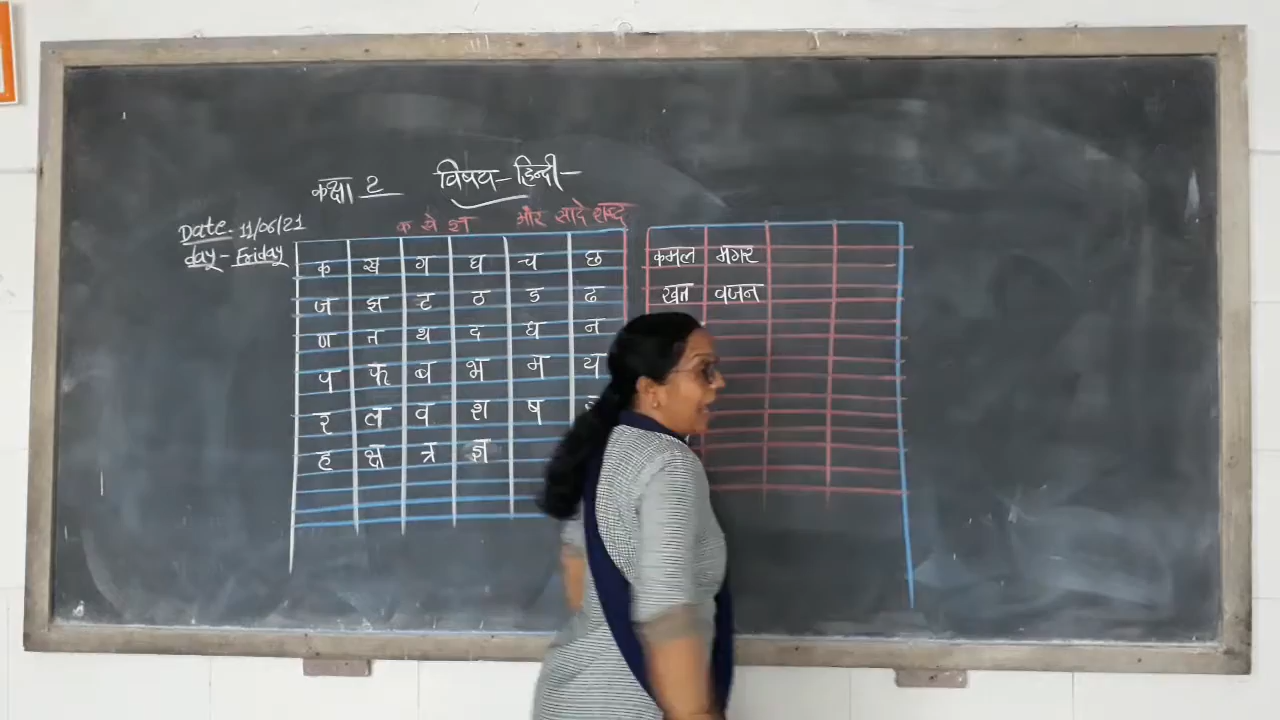 कक्षा 2 विषय - हिन्दी -
Date - 11/06/21
day - Friday
क से ज्ञ और सादे शब्द
क ख ग घ च छ
ज झ ट ठ ड ढ
ण त थ द ध न
प फ ब भ म य
र ल व श ष
ह क्ष त्र ज्ञ
कमल मगर
खत वजन